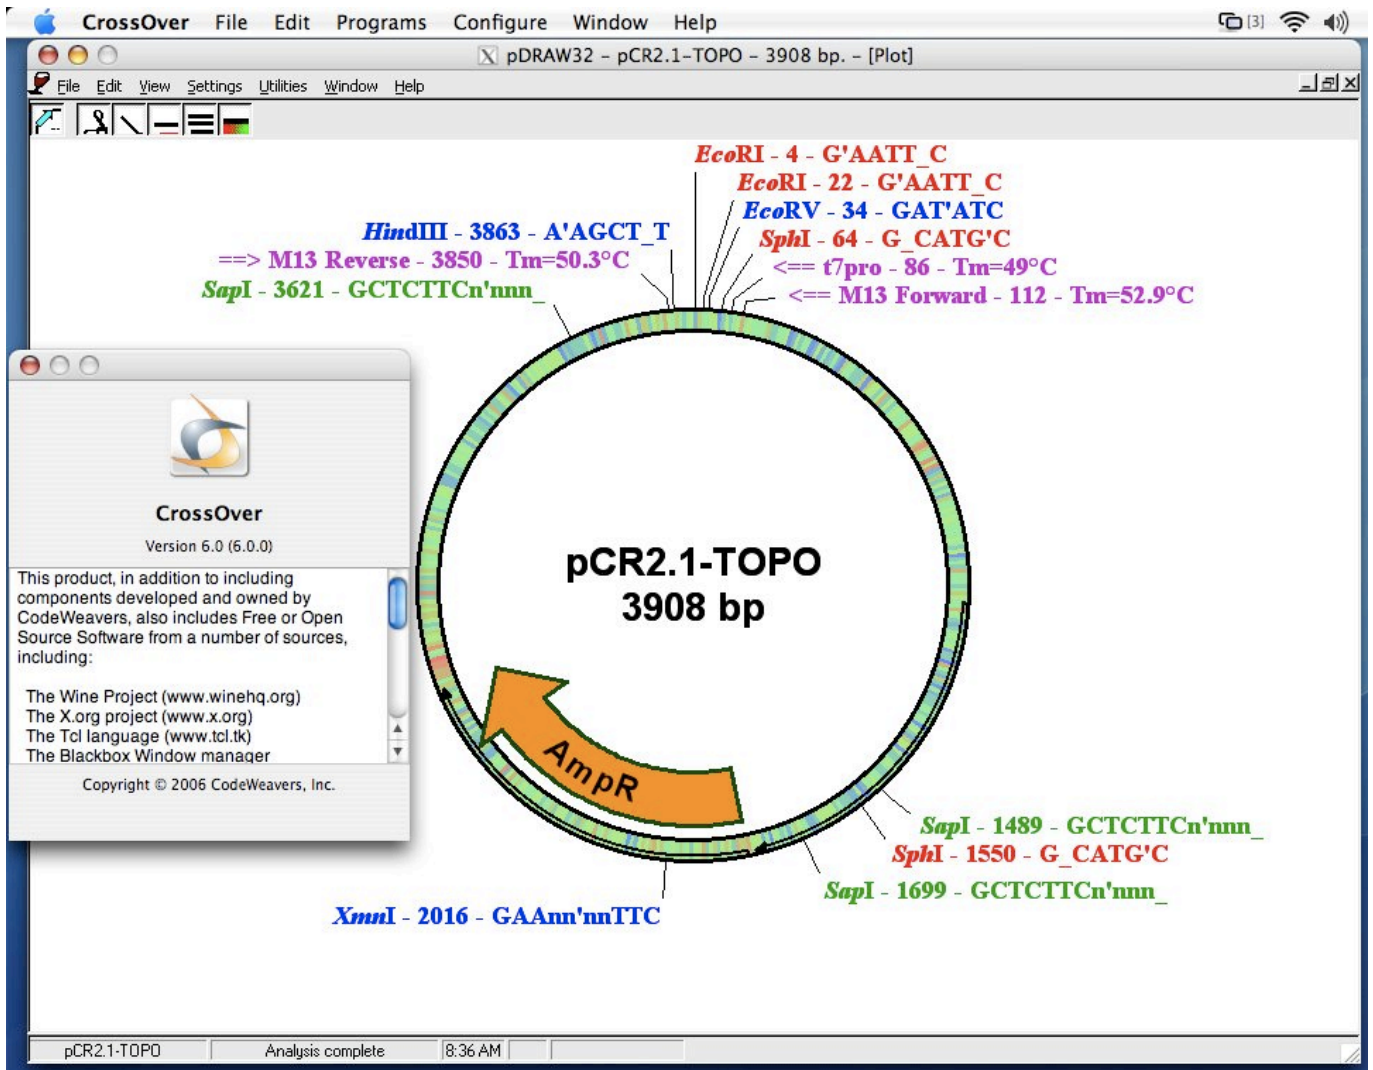 CrossOver File Edit Programs Configure Window Help [3]
X pDRAW32 – pCR2.1–TOPO – 3908 bp. – [Plot]
File Edit View Settings Utilities Window Help
EcoRI - 4 - G'AATT_C
EcoRI - 22 - G'AATT_C
EcoRV - 34 - GAT'ATC
HindIII - 3863 - A'AGCT_T
SphI - 64 - G_CATG'C
==> M13 Reverse - 3850 - Tm=50.3°C
<== t7pro - 86 - Tm=49°C
SapI - 3621 - GCTCTTCn'nnn_
<== M13 Forward - 112 - Tm=52.9°C
CrossOver
Version 6.0 (6.0.0)
This product, in addition to including
components developed and owned by
CodeWeavers, also includes Free or Open
Source Software from a number of sources,
including:
The Wine Project (www.winehq.org)
The X.org project (www.x.org)
The Tcl language (www.tcl.tk)
The Blackbox Window manager
Copyright © 2006 CodeWeavers, Inc.
pCR2.1-TOPO
3908 bp
AmpR
SapI - 1489 - GCTCTTCn'nnn_
SphI - 1550 - G_CATG'C
SapI - 1699 - GCTCTTCn'nnn_
XmnI - 2016 - GAAnn'nnTTC
pCR2.1-TOPO Analysis complete 8:36 AM